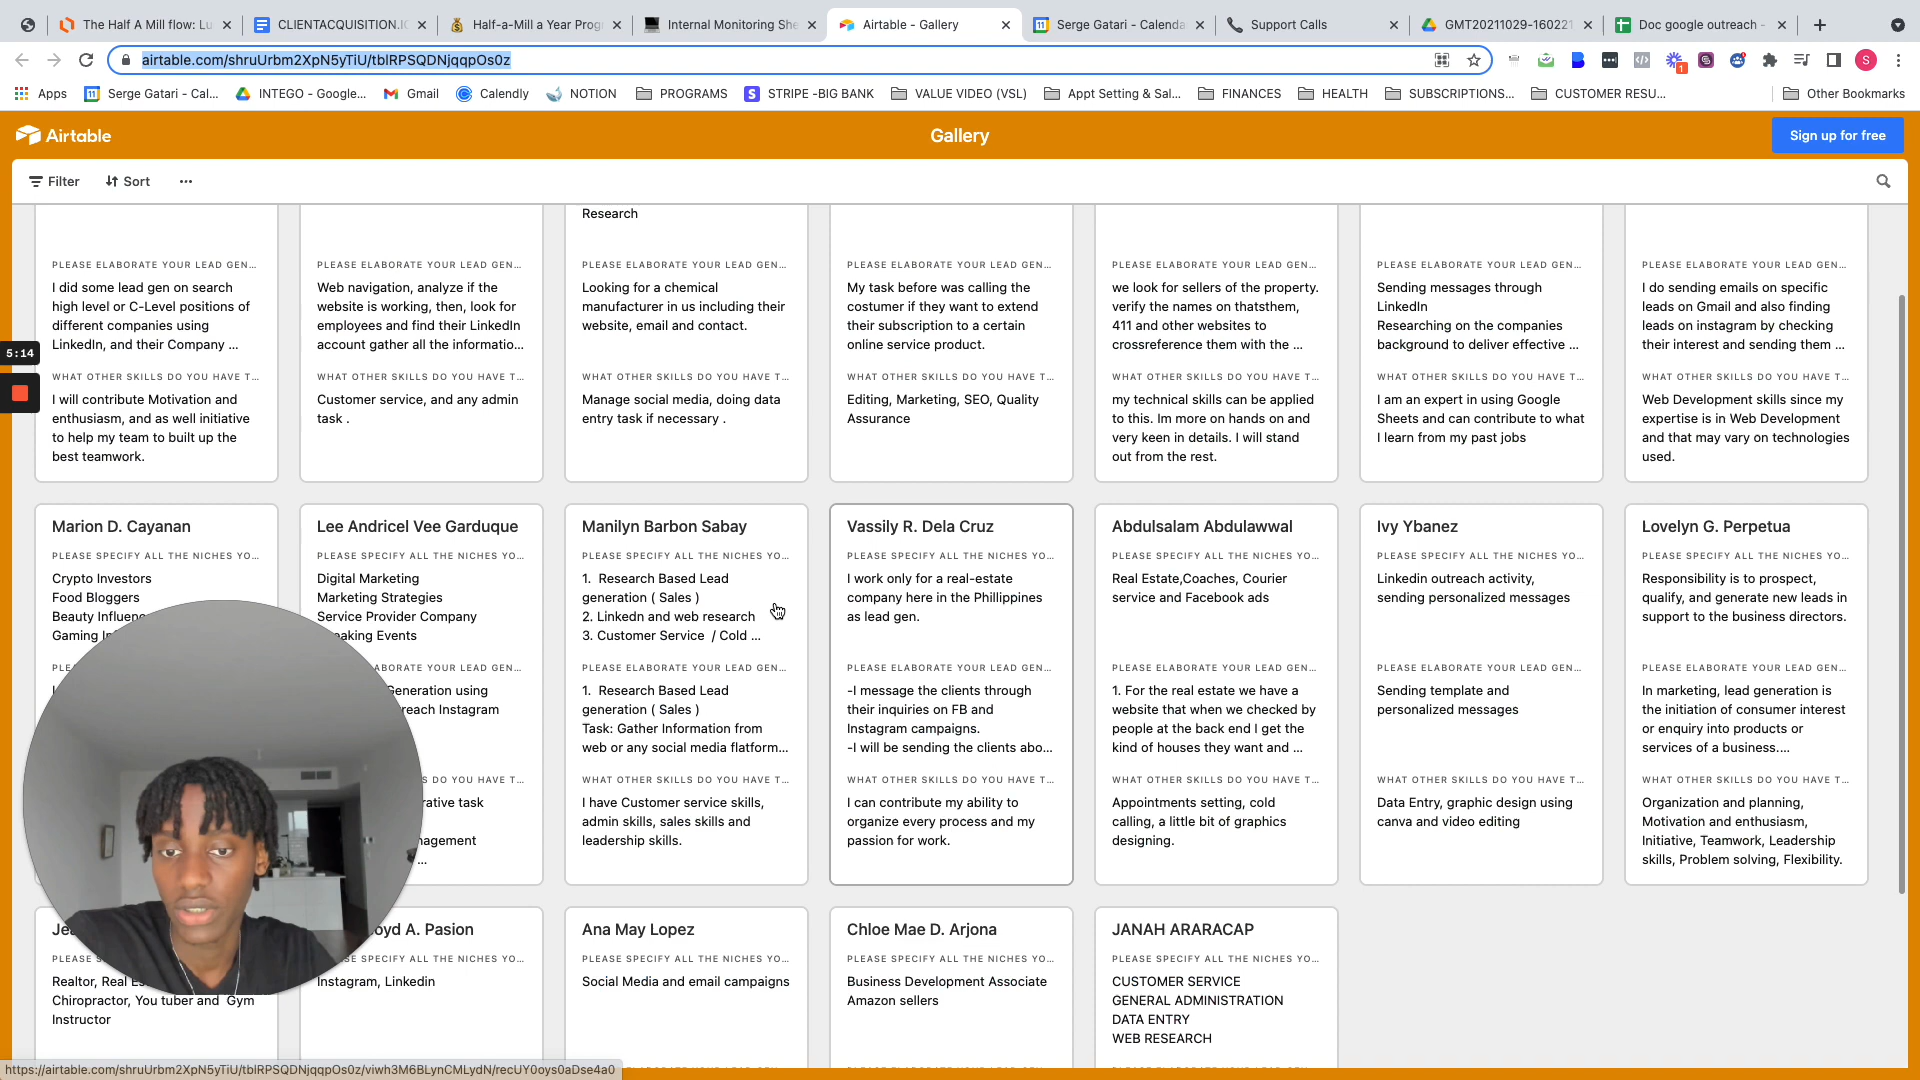 The Half A Mill flow: Lu
CLIENTACQUISITION.IO
Half-a-Mill a Year Prog
Internal Monitoring She
Airtable - Gallery
Serge Gatari - Calenda
Support Calls
GMT20211029-160221
Doc google outreach -
airtable.com/shruUrbm2XpN5yTiU/tblRPSQDNjqqpOs0z
1
S
Apps
Serge Gatari - Cal...
INTEGO - Google...
Gmail
Calendly
NOTION
PROGRAMS
S STRIPE -BIG BANK
VALUE VIDEO (VSL)
Appt Setting & Sal...
FINANCES
HEALTH
SUBSCRIPTIONS...
CUSTOMER RESU...
Other Bookmarks
Airtable
Gallery
Sign up for free
Filter
Sort
Research
PLEASE ELABORATE YOUR LEAD GEN...
I did some lead gen on search
high level or C-Level positions of
different companies using
LinkedIn, and their Company ...
WHAT OTHER SKILLS DO YOU HAVE T...
I will contribute Motivation and
enthusiasm, and as well initiative
to help my team to built up the
best teamwork.
PLEASE ELABORATE YOUR LEAD GEN...
Web navigation, analyze if the
website is working, then, look for
employees and find their LinkedIn
account gather all the informatio...
WHAT OTHER SKILLS DO YOU HAVE T...
Customer service, and any admin
task .
PLEASE ELABORATE YOUR LEAD GEN...
Looking for a chemical
manufacturer in us including their
website, email and contact.
WHAT OTHER SKILLS DO YOU HAVE T...
Manage social media, doing data
entry task if necessary .
PLEASE ELABORATE YOUR LEAD GEN...
My task before was calling the
costumer if they want to extend
their subscription to a certain
online service product.
WHAT OTHER SKILLS DO YOU HAVE T...
Editing, Marketing, SEO, Quality
Assurance
PLEASE ELABORATE YOUR LEAD GEN...
we look for sellers of the property.
verify the names on thatsthem,
411 and other websites to
crossreference them with the ...
WHAT OTHER SKILLS DO YOU HAVE T...
my technical skills can be applied
to this. Im more on hands on and
very keen in details. I will stand
out from the rest.
PLEASE ELABORATE YOUR LEAD GEN...
Sending messages through
LinkedIn
Researching on the companies
background to deliver effective ...
WHAT OTHER SKILLS DO YOU HAVE T...
I am an expert in using Google
Sheets and can contribute to what
I learn from my past jobs
PLEASE ELABORATE YOUR LEAD GEN...
I do sending emails on specific
leads on Gmail and also finding
leads on instagram by checking
their interest and sending them ...
WHAT OTHER SKILLS DO YOU HAVE T...
Web Development skills since my
expertise is in Web Development
and that may vary on technologies
used.
5:14
Marion D. Cayanan
PLEASE SPECIFY ALL THE NICHES YO...
Crypto Investors
Food Bloggers
Beauty Influen
Gaming In
PLE
Lee Andricel Vee Garduque
PLEASE SPECIFY ALL THE NICHES YO...
Digital Marketing
Marketing Strategies
Service Provider Company
aking Events
ABORATE YOUR LEAD GEN...
Generation using
reach Instagram
S DO YOU HAVE T...
rative task
nagement
...
Manilyn Barbon Sabay
PLEASE SPECIFY ALL THE NICHES YO...
1. Research Based Lead
generation ( Sales )
2. Linkedn and web research
3. Customer Service / Cold ...
PLEASE ELABORATE YOUR LEAD GEN...
1. Research Based Lead
generation ( Sales )
Task: Gather Information from
web or any social media flatform...
WHAT OTHER SKILLS DO YOU HAVE T...
I have Customer service skills,
admin skills, sales skills and
leadership skills.
Vassily R. Dela Cruz
PLEASE SPECIFY ALL THE NICHES YO...
I work only for a real-estate
company here in the Phillippines
as lead gen.
PLEASE ELABORATE YOUR LEAD GEN...
-I message the clients through
their inquiries on FB and
Instagram campaigns.
-I will be sending the clients abo...
WHAT OTHER SKILLS DO YOU HAVE T...
I can contribute my ability to
organize every process and my
passion for work.
Abdulsalam Abdulawwal
PLEASE SPECIFY ALL THE NICHES YO...
Real Estate,Coaches, Courier
service and Facebook ads
PLEASE ELABORATE YOUR LEAD GEN...
1. For the real estate we have a
website that when we checked by
people at the back end I get the
kind of houses they want and ...
WHAT OTHER SKILLS DO YOU HAVE T...
Appointments setting, cold
calling, a little bit of graphics
designing.
Ivy Ybanez
PLEASE SPECIFY ALL THE NICHES YO...
Linkedin outreach activity,
sending personalized messages
PLEASE ELABORATE YOUR LEAD GEN...
Sending template and
personalized messages
WHAT OTHER SKILLS DO YOU HAVE T...
Data Entry, graphic design using
canva and video editing
Lovelyn G. Perpetua
PLEASE SPECIFY ALL THE NICHES YO...
Responsibility is to prospect,
qualify, and generate new leads in
support to the business directors.
PLEASE ELABORATE YOUR LEAD GEN...
In marketing, lead generation is
the initiation of consumer interest
or enquiry into products or
services of a business....
WHAT OTHER SKILLS DO YOU HAVE T...
Organization and planning,
Motivation and enthusiasm,
Initiative, Teamwork, Leadership
skills, Problem solving, Flexibility.
Je
PLEASE S
Realtor, Real Es
Chiropractor, You tuber and Gym
Instructor
oyd A. Pasion
SE SPECIFY ALL THE NICHES YO...
Instagram, Linkedin
Ana May Lopez
PLEASE SPECIFY ALL THE NICHES YO...
Social Media and email campaigns
Chloe Mae D. Arjona
PLEASE SPECIFY ALL THE NICHES YO...
Business Development Associate
Amazon sellers
JANAH ARARACAP
PLEASE SPECIFY ALL THE NICHES YO...
CUSTOMER SERVICE
GENERAL ADMINISTRATION
DATA ENTRY
WEB RESEARCH
https://airtable.com/shruUrbm2XpN5yTiU/tblRPSQDNjqqpOs0z/viwh3M6BLynCMLydN/recUY0oys0aDse4a0